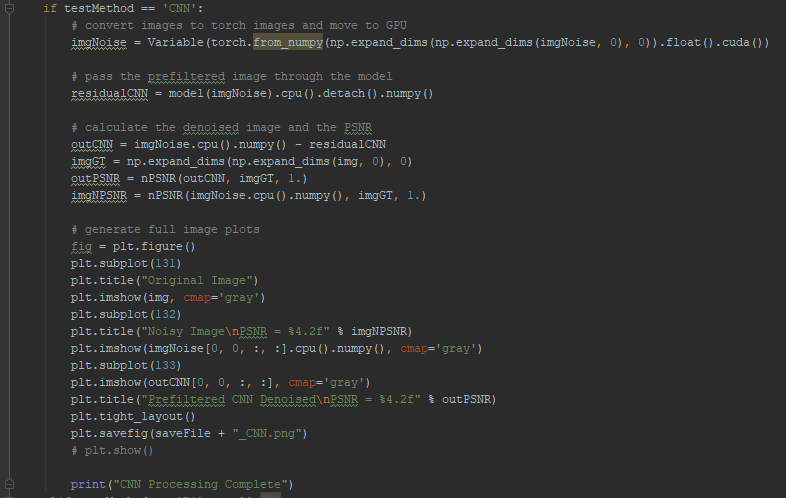 if testMethod == 'CNN':
# convert images to torch images and move to GPU
imgNoise = Variable(torch.from_numpy(np.expand_dims(np.expand_dims(imgNoise, 0), 0)).float().cuda())
# pass the prefiltered image through the model
residualCNN = model(imgNoise).cpu().detach().numpy()
# calculate the denoised image and the PSNR
outCNN = imgNoise.cpu().numpy() - residualCNN
imgGT = np.expand_dims(np.expand_dims(img, 0), 0)
outPSNR = nPSNR(outCNN, imgGT, 1.)
imgNPSNR = nPSNR(imgNoise.cpu().numpy(), imgGT, 1.)
# generate full image plots
fig = plt.figure()
plt.subplot(131)
plt.title("Original Image")
plt.imshow(img, cmap='gray')
plt.subplot(132)
plt.title("Noisy Image\nPSNR = %4.2f" % imgNPSNR)
plt.imshow(imgNoise[0, 0, :, :].cpu().numpy(), cmap='gray')
plt.subplot(133)
plt.imshow(outCNN[0, 0, :, :], cmap='gray')
plt.title("Prefiltered CNN Denoised\nPSNR = %4.2f" % outPSNR)
plt.tight_layout()
plt.savefig(saveFile + "_CNN.png")
# plt.show()
print("CNN Processing Complete")